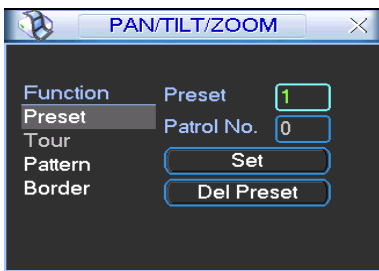 PAN/TILT/ZOOM
Function
Preset
Tour
Pattern
Border
Preset 1
Patrol No. 0
Set
Del Preset